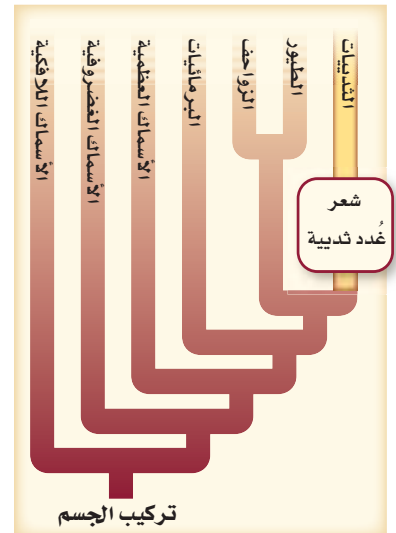 الثدييات
الطيور
الزواحف
البرمائيات
الأسماك العظمية
الأسماك الغضروفية
الأسماك اللافكية
شعر
غُدد ثديية
تركيب الجسم